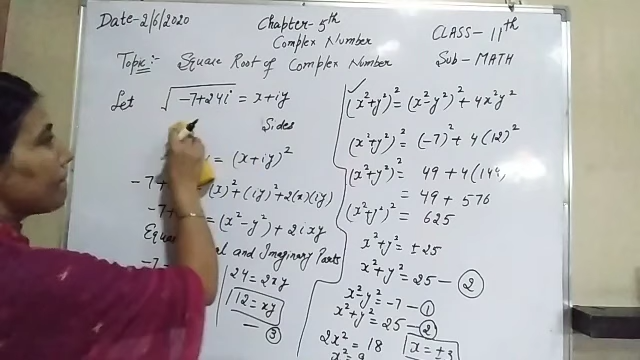 Date-2/6/2020
Chapter-5th
Complex Number
CLASS-11th
Topic:- Square Root of Complex Number
Sub-MATH
Let √-7+24i = x+iy
Sides
= (x+iy)²
-7+ (x)²+(iy)²+2(x)(iy)
-7+ = (x²-y²)+2ixy
and Imaginary Parts
-7
24=2xy
12=xy
—③
(x²+y²)²=(x²-y²)²+4x²y²
(x²+y²)²= (-7)²+4(12)²
(x²+y²)²= 49+4(144)
= 49+576
(x²+y²)²= 625
x²+y²=±25
x²+y²=25—②
x²-y²=-7—①
x²+y²=25—②
2x²=18
x²=9
x=±3